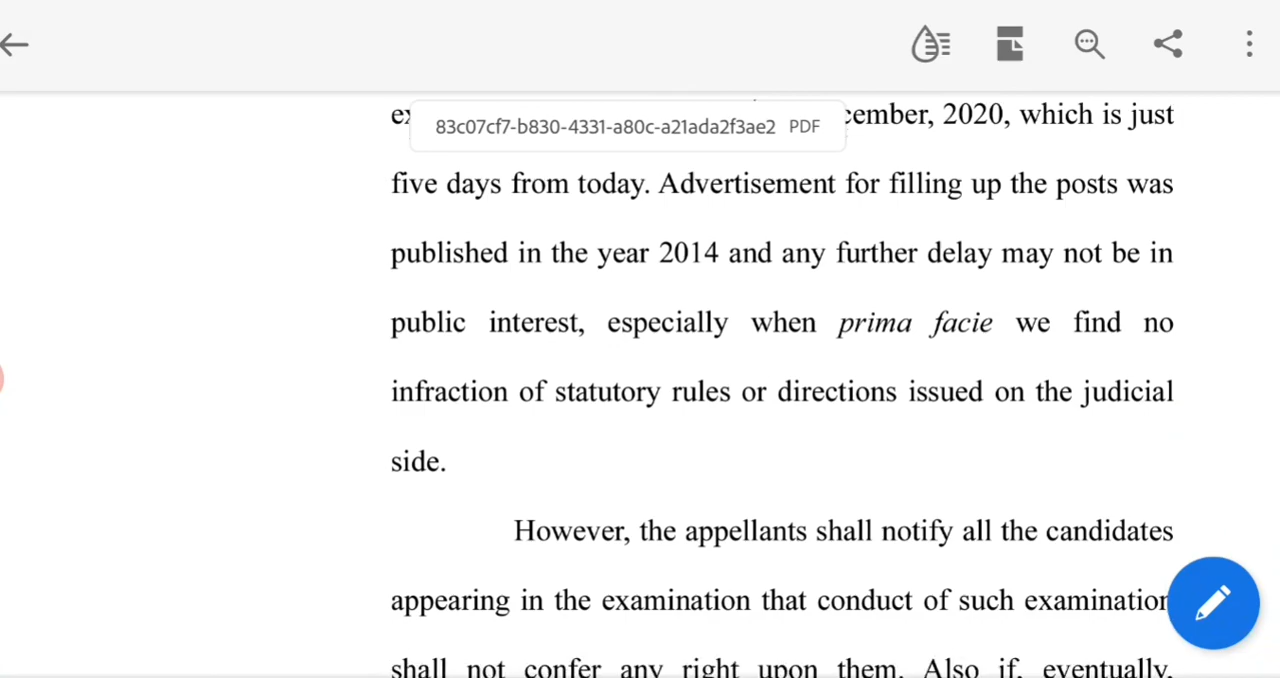 cember, 2020, which is just
83c07cf7-b830-4331-a80c-a21ada2f3ae2 PDF
five days from today. Advertisement for filling up the posts was
published in the year 2014 and any further delay may not be in
public interest, especially when prima facie we find no
infraction of statutory rules or directions issued on the judicial
side.
However, the appellants shall notify all the candidates
appearing in the examination that conduct of such examination
shall not confer any right upon them. Also if, eventually,